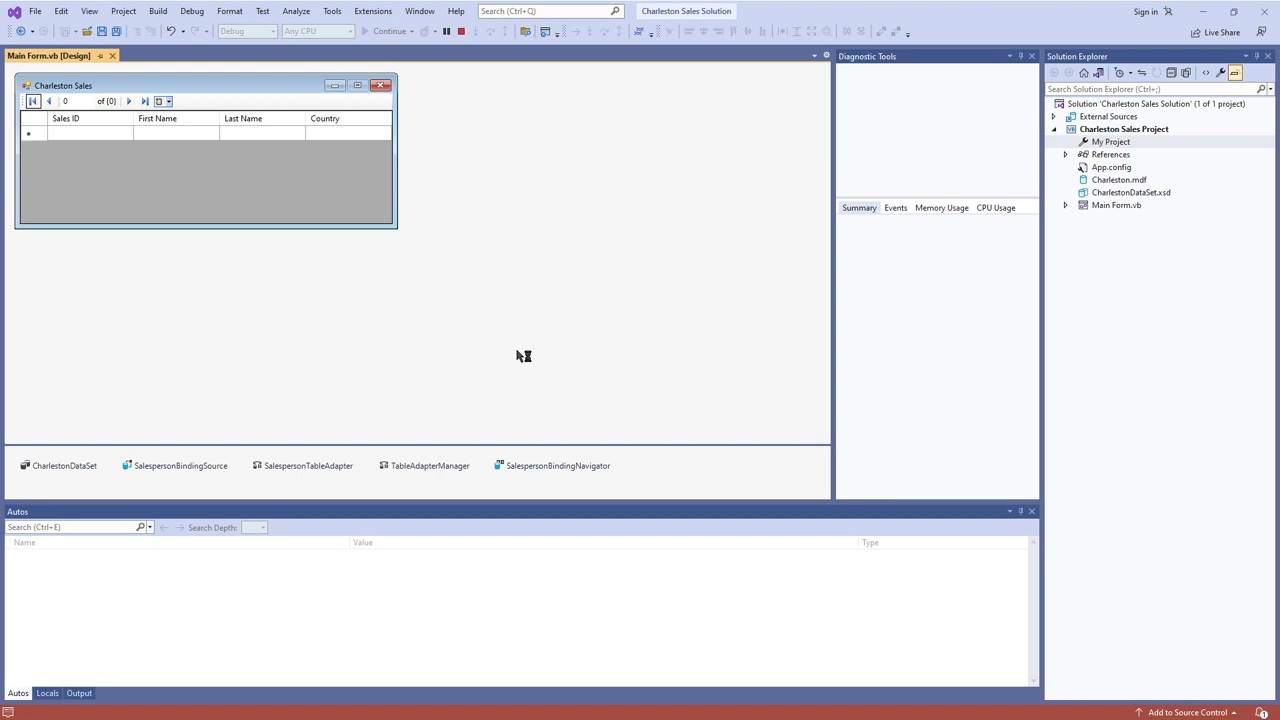 File Edit View Project Build Debug Format Test Analyze Tools Extensions Window Help Search (Ctrl+Q) Charleston Sales Solution Sign in
Debug Any CPU Continue Live Share
Main Form.vb [Design]
Charleston Sales
0 of {0}
Sales ID First Name Last Name Country
CharlestonDataSet SalespersonBindingSource SalespersonTableAdapter TableAdapterManager SalespersonBindingNavigator
Diagnostic Tools
Summary Events Memory Usage CPU Usage
Solution Explorer
Search Solution Explorer (Ctrl+;)
Solution 'Charleston Sales Solution' (1 of 1 project)
External Sources
Charleston Sales Project
My Project
References
App.config
Charleston.mdf
CharlestonDataSet.xsd
Main Form.vb
Autos
Search (Ctrl+E) Search Depth:
Name Value Type
Autos Locals Output
Add to Source Control 1